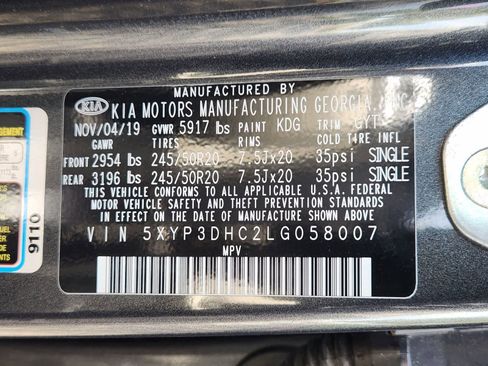 MANUFACTURED BY
KIA KIA MOTORS MANUFACTURING GEORGIA, INC.
NOV/04/19 GVWR 5917 lbs PAINT KDG TRIM GYT
GAWR TIRES RIMS COLD TIRE INFL
FRONT 2954 lbs 245/50R20 7.5Jx20 35psi SINGLE
REAR 3196 lbs 245/50R20 7.5Jx20 35psi SINGLE
THIS VEHICLE CONFORMS TO ALL APPLICABLE U.S.A. FEDERAL
MOTOR VEHICLE SAFETY, BUMPER, AND THEFT PREVENTION STANDARDS
IN EFFECT ON THE DATE OF MANUFACTURE SHOWN ABOVE.
VIN 5XYP3DHC2LG058007
MPV
9110